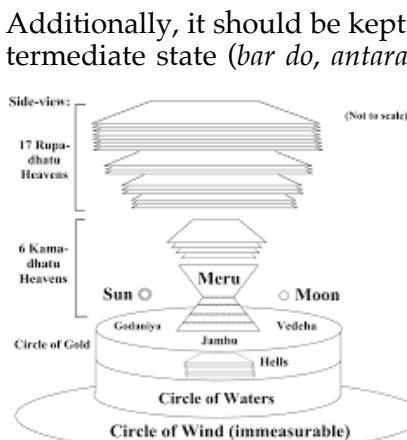 Additionally, it should be kept
termediate state (bar do, antara
Side-view:
(Not to scale)
17 Rupa-
dhatu
Heavens
6 Kama-
dhatu
Heavens
Meru
Sun
Moon
Godaniya
Vedeha
Circle of Gold
Jambu
Hells
Circle of Waters
Circle of Wind (immeasurable)